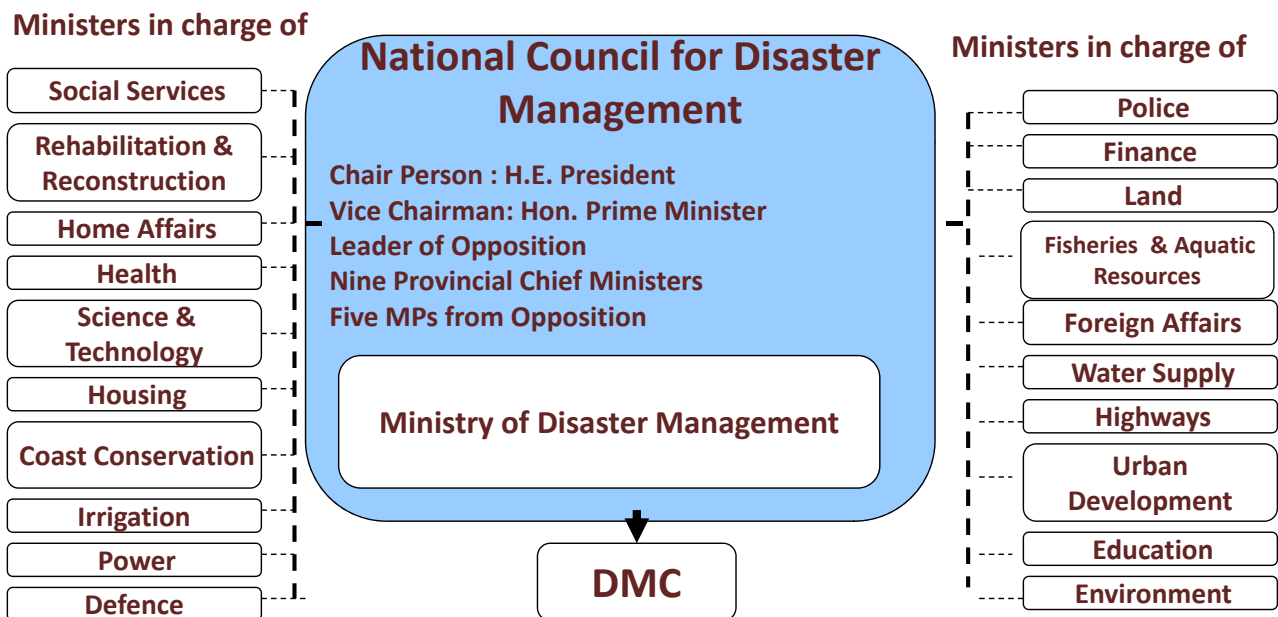 Ministers in charge of
Social Services
Rehabilitation &
Reconstruction
Home Affairs
Health
Science &
Technology
Housing
Coast Conservation
Irrigation
Power
Defence
National Council for Disaster
Management
Chair Person : H.E. President
Vice Chairman: Hon. Prime Minister
Leader of Opposition
Nine Provincial Chief Ministers
Five MPs from Opposition
Ministry of Disaster Management
DMC
Ministers in charge of
Police
Finance
Land
Fisheries & Aquatic
Resources
Foreign Affairs
Water Supply
Highways
Urban
Development
Education
Environment